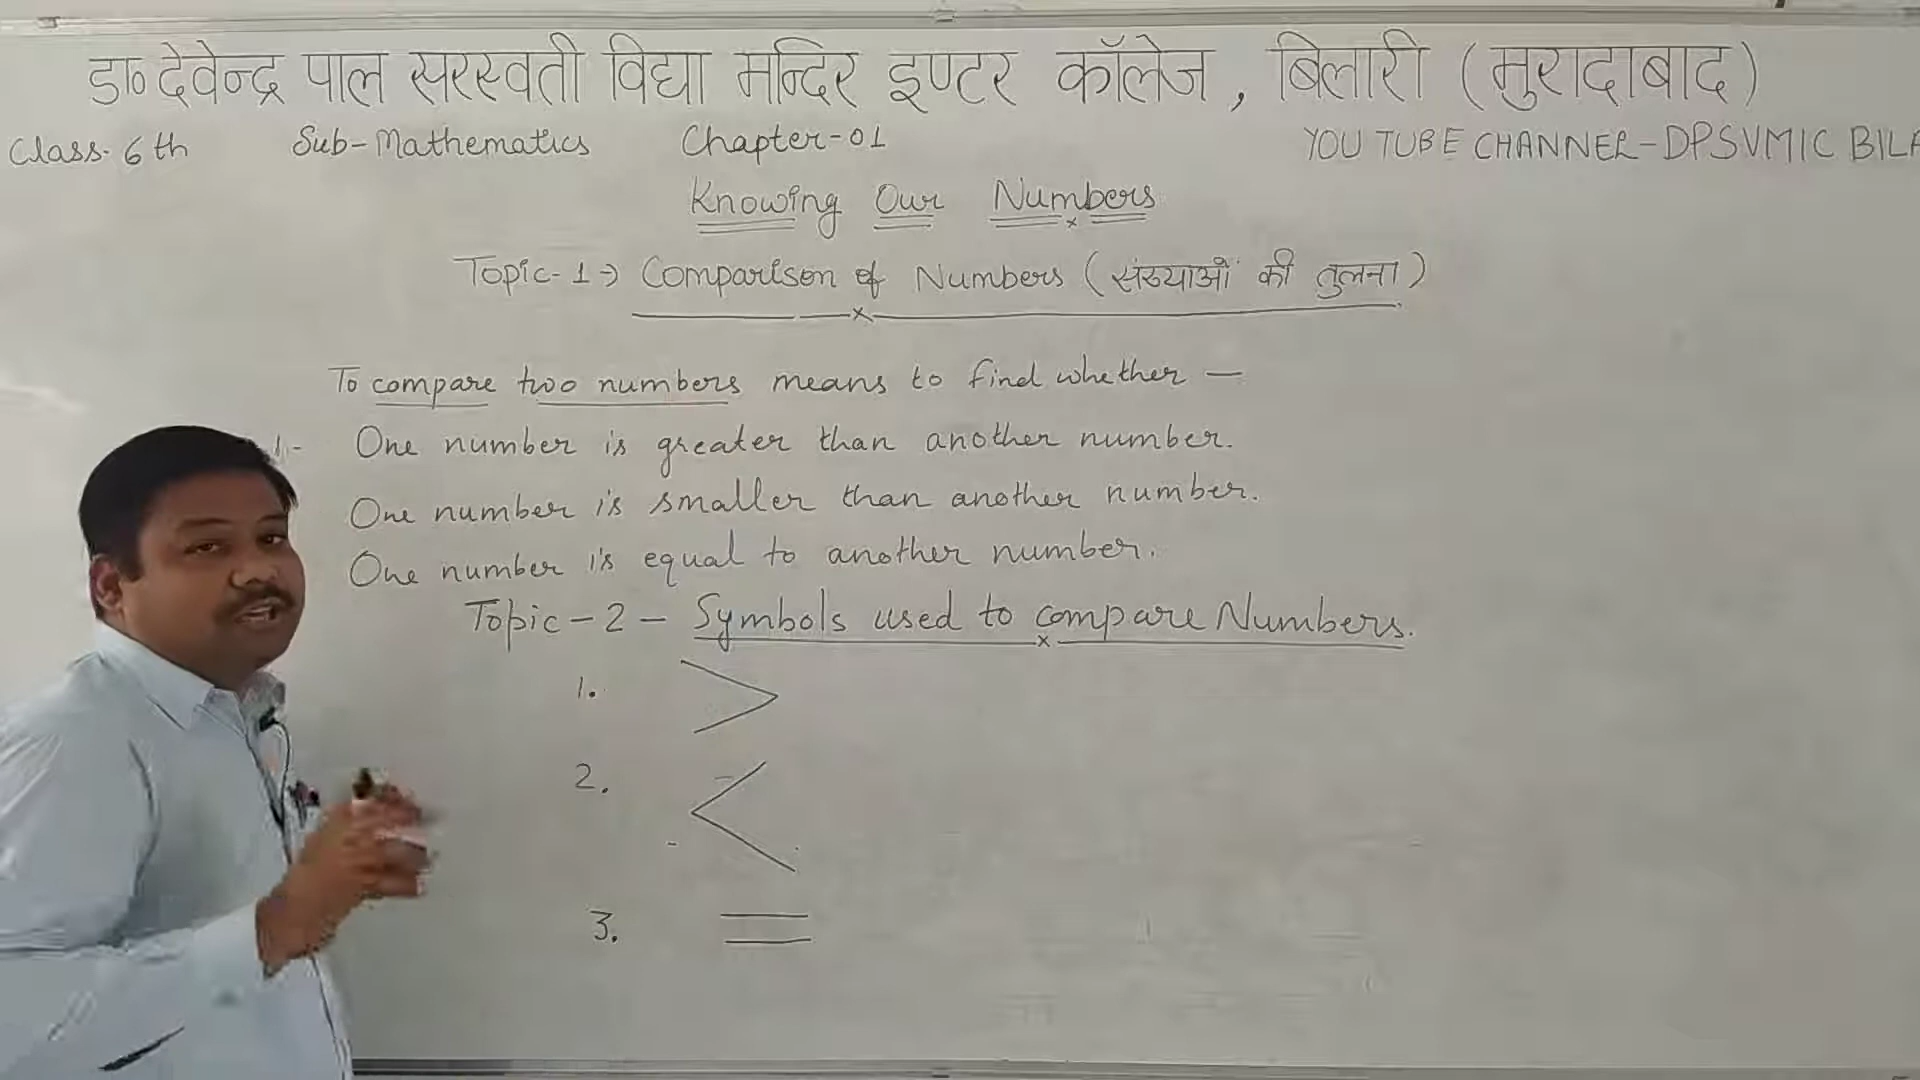 डा० देवेन्द्र पाल सरस्वती विद्या मन्दिर इण्टर कॉलेज, बिलारी (मुरादाबाद)
Class-6th Sub-Mathematics Chapter-01 YOU TUBE CHANNEL-DPSVMIC BILA
Knowing Our Numbers
Topic-1→ Comparison of Numbers (संख्याओं की तुलना)
To compare two numbers means to find whether —
1- One number is greater than another number.
One number is smaller than another number.
One number is equal to another number.
Topic-2- Symbols used to compare Numbers.
1. >
2. <
3. =